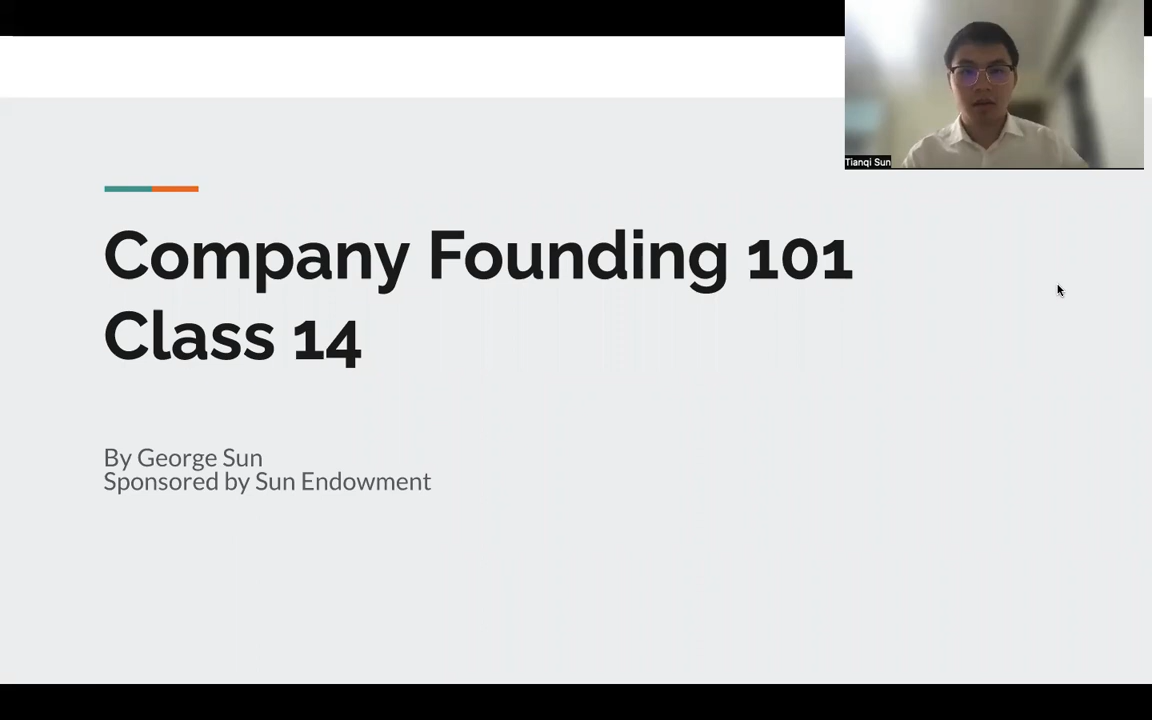 Tianqi Sun
Company Founding 101
Class 14
By George Sun
Sponsored by Sun Endowment